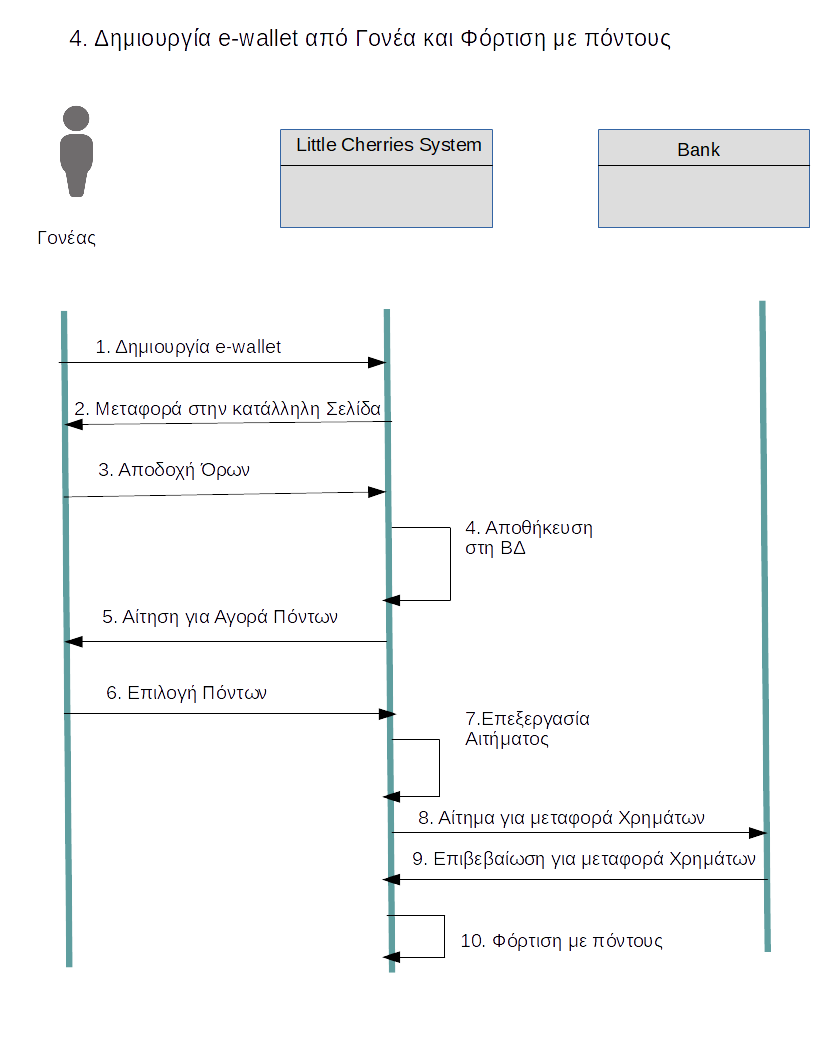 4. Δημιουργία e-wallet από Γονέα και Φόρτιση με πόντους
Little Cherries System
Bank
Γονέας
1. Δημιουργία e-wallet
2. Μεταφορά στην κατάλληλη Σελίδα
3. Αποδοχή Όρων
4. Αποθήκευση
στη ΒΔ
5. Αίτηση για Αγορά Πόντων
6. Επιλογή Πόντων
7.Επεξεργασία
Αιτήματος
8. Αίτημα για μεταφορά Χρημάτων
9. Επιβεβαίωση για μεταφορά Χρημάτων
10. Φόρτιση με πόντους